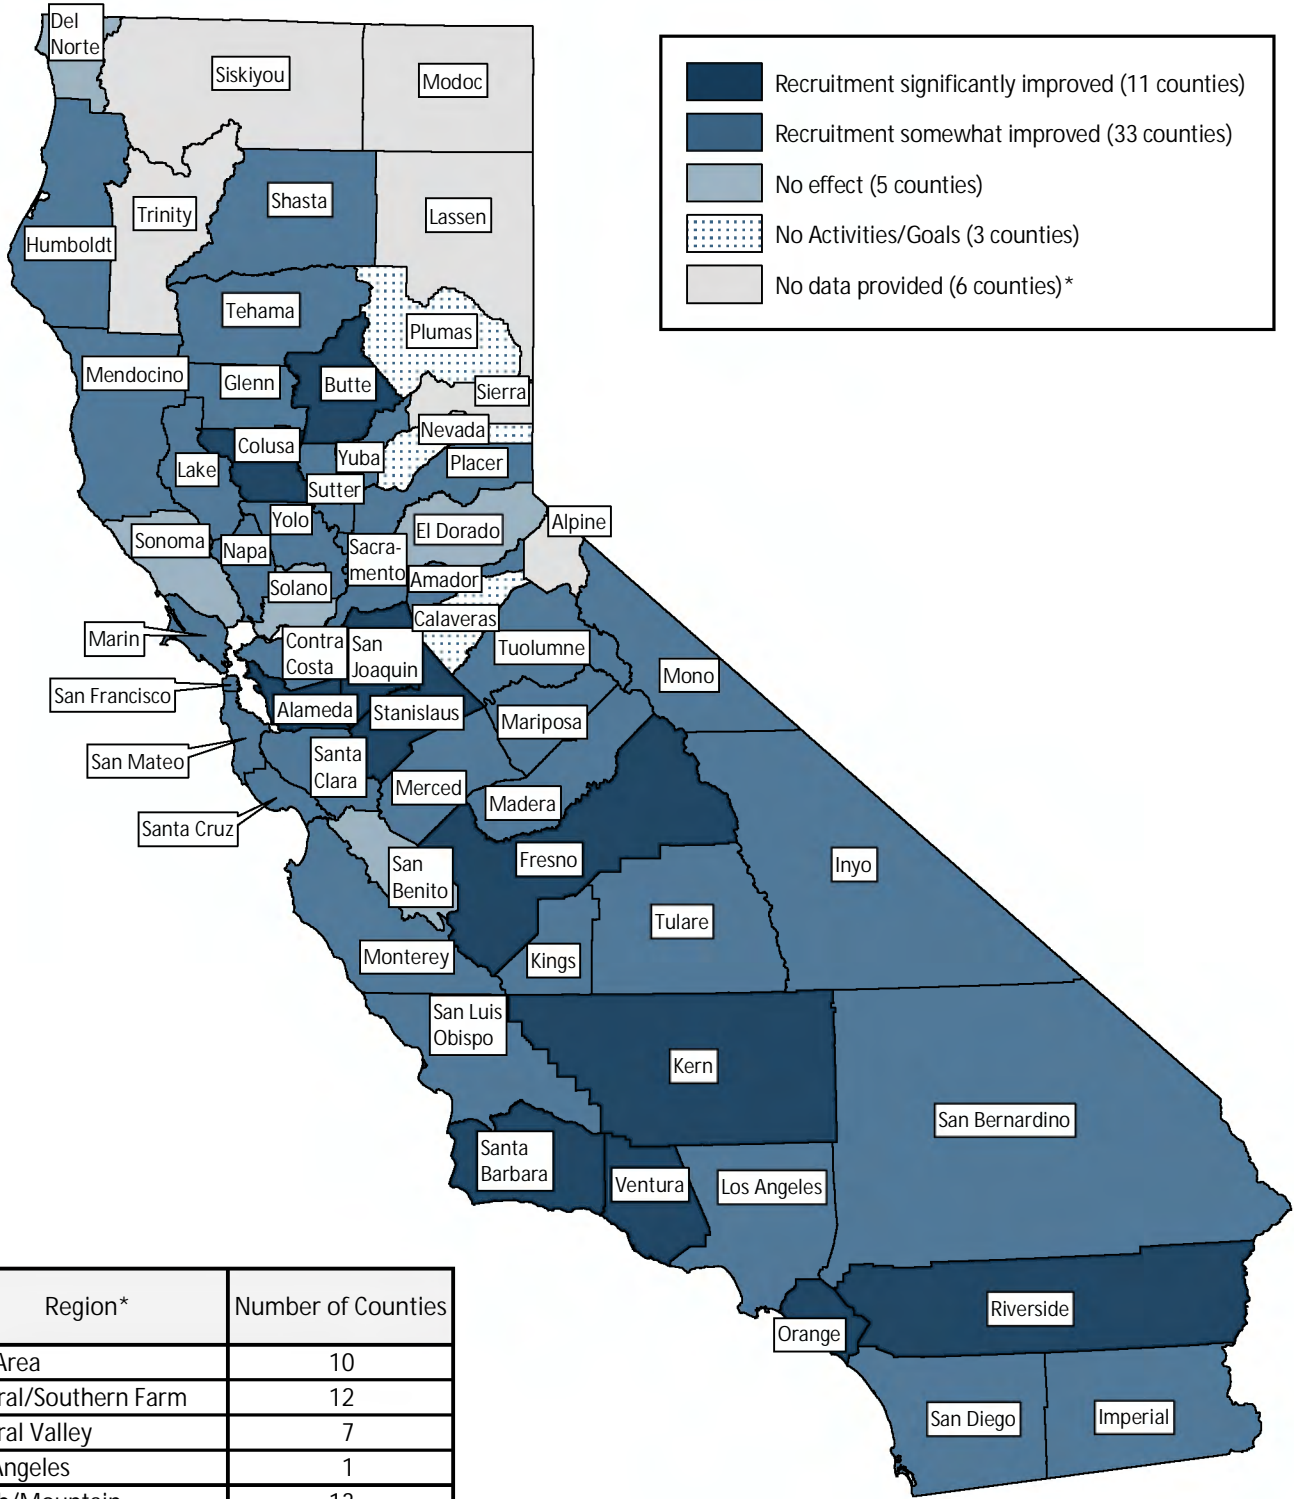 Del
Norte
Siskiyou
Modoc
Recruitment significantly improved (11 counties)
Recruitment somewhat improved (33 counties)
No effect (5 counties)
No Activities/Goals (3 counties)
No data provided (6 counties)*
Trinity
Shasta
Lassen
Humboldt
Tehama
Plumas
Mendocino
Glenn
Butte
Sierra
Nevada
Colusa
Lake
Yuba
Placer
Sutter
Yolo
Sonoma
Napa
El Dorado
Alpine
Sacra-
mento
Solano
Amador
Calaveras
Marin
Contra
Costa
San
Joaquin
Tuolumne
Mono
San Francisco
Alameda
Stanislaus
Mariposa
San Mateo
Santa
Clara
Merced
Madera
Santa Cruz
San
Benito
Fresno
Inyo
Tulare
Monterey
Kings
San Luis
Obispo
Kern
San Bernardino
Santa
Barbara
Ventura
Los Angeles
Riverside
Orange
San Diego
Imperial
Region* Number of Counties
Area 10
ral/Southern Farm 12
ral Valley 7
Angeles 1